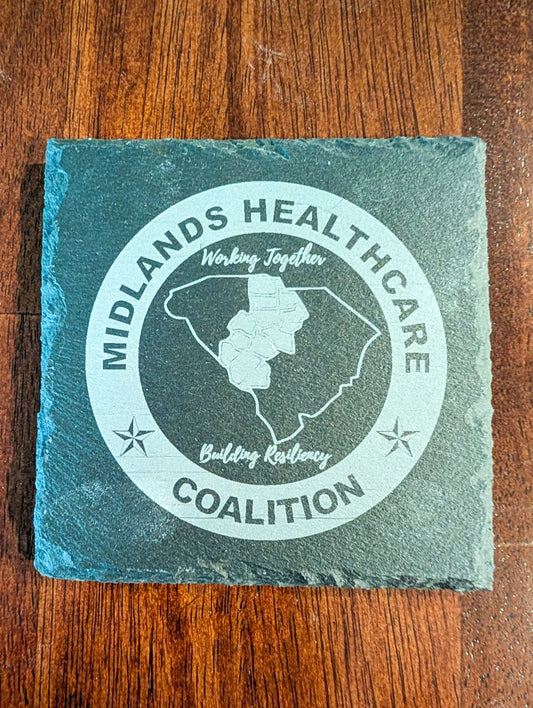 MIDLANDS HEALTHCARE
Working Together
Building Resiliency
COALITION